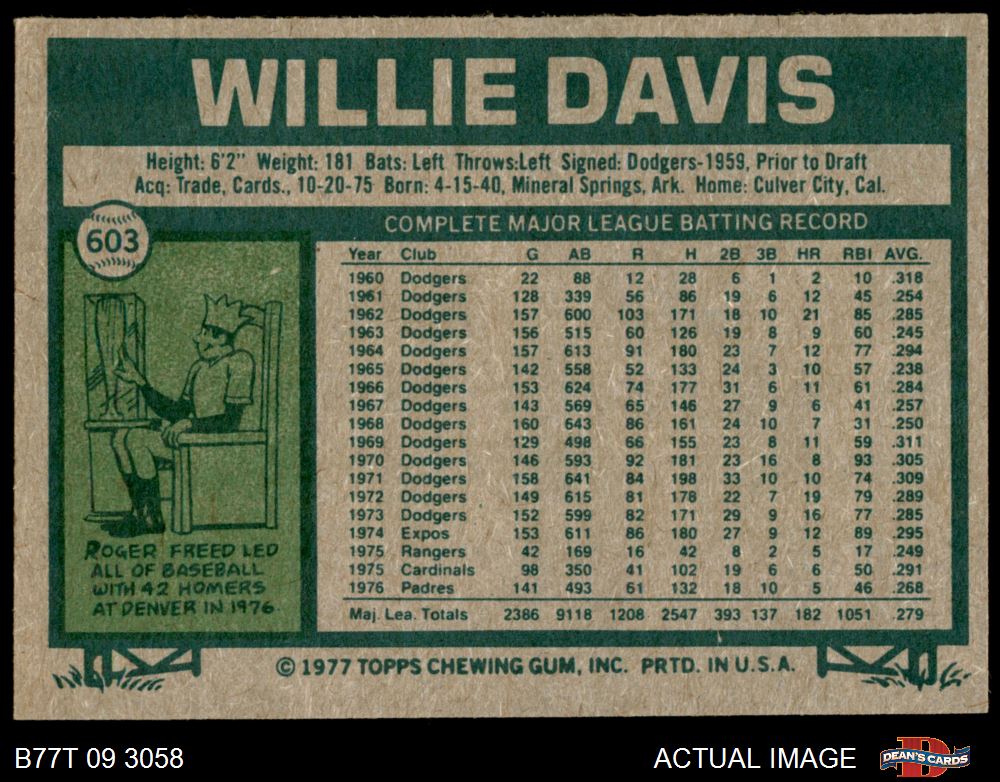 WILLIE DAVIS
Height: 6'2" Weight: 181 Bats: Left Throws:Left Signed: Dodgers-1959, Prior to Draft
Acq: Trade, Cards., 10-20-75 Born: 4-15-40, Mineral Springs, Ark. Home: Culver City, Cal.
603
COMPLETE MAJOR LEAGUE BATTING RECORD
Year Club G AB R H 2B 3B HR RBI AVG.
1960 Dodgers 22 88 12 28 6 1 2 10 .318
1961 Dodgers 128 339 56 86 19 6 12 45 .254
1962 Dodgers 157 600 103 171 18 10 21 85 .285
1963 Dodgers 156 515 60 126 19 8 9 60 .245
1964 Dodgers 157 613 91 180 23 7 12 77 .294
1965 Dodgers 142 558 52 133 24 3 10 57 .238
1966 Dodgers 153 624 74 177 31 6 11 61 .284
1967 Dodgers 143 569 65 146 27 9 6 41 .257
1968 Dodgers 160 643 86 161 24 10 7 31 .250
1969 Dodgers 129 498 66 155 23 8 11 59 .311
1970 Dodgers 146 593 92 181 23 16 8 93 .305
1971 Dodgers 158 641 84 198 33 10 10 74 .309
1972 Dodgers 149 615 81 178 22 7 19 79 .289
1973 Dodgers 152 599 82 171 29 9 16 77 .285
1974 Expos 153 611 86 180 27 9 12 89 .295
1975 Rangers 42 169 16 42 8 2 5 17 .249
1975 Cardinals 98 350 41 102 19 6 6 50 .291
1976 Padres 141 493 61 132 18 10 5 46 .268
Maj. Lea. Totals 2386 9118 1208 2547 393 137 182 1051 .279
ROGER FREED LED
ALL OF BASEBALL
WITH 42 HOMERS
AT DENVER IN 1976.
© 1977 TOPPS CHEWING GUM, INC. PRTD. IN U.S.A.
B77T 09 3058
ACTUAL IMAGE
D
DEAN'S CARDS